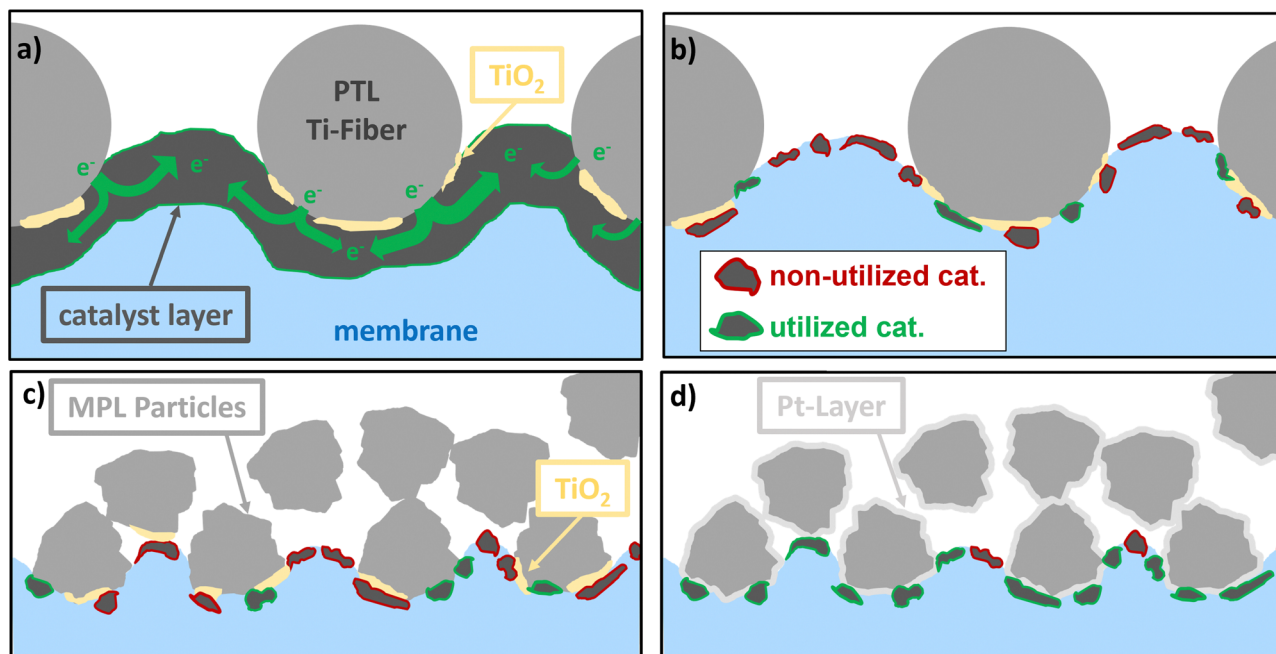 a)
TiO2
PTL
Ti-Fiber
e-
e-
e-
e-
e-
e-
e-
catalyst layer
membrane
b)
non-utilized cat.
utilized cat.
c)
MPL Particles
TiO2
d)
Pt-Layer